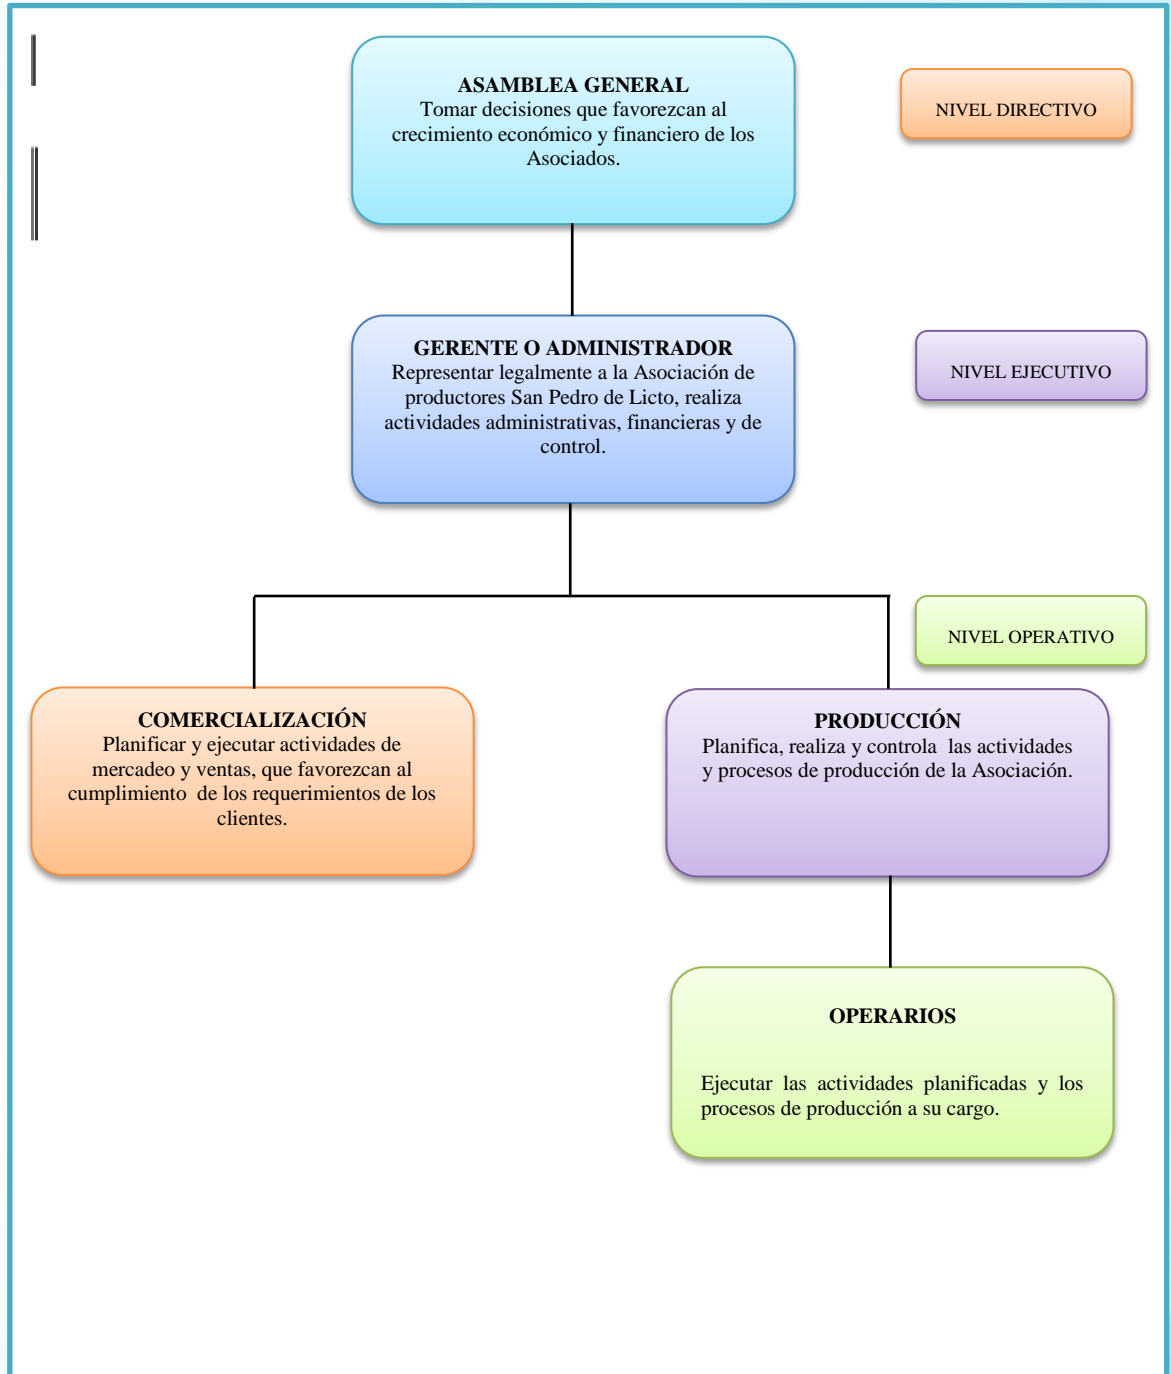 ASAMBLEA GENERAL
Tomar decisiones que favorezcan al
crecimiento económico y financiero de los
Asociados.
NIVEL DIRECTIVO
GERENTE O ADMINISTRADOR
Representar legalmente a la Asociación de
productores San Pedro de Licto, realiza
actividades administrativas, financieras y de
control.
NIVEL EJECUTIVO
NIVEL OPERATIVO
COMERCIALIZACIÓN
Planificar y ejecutar actividades de
mercadeo y ventas, que favorezcan al
cumplimiento de los requerimientos de los
clientes.
PRODUCCIÓN
Planifica, realiza y controla las actividades
y procesos de producción de la Asociación.
OPERARIOS
Ejecutar las actividades planificadas y los
procesos de producción a su cargo.